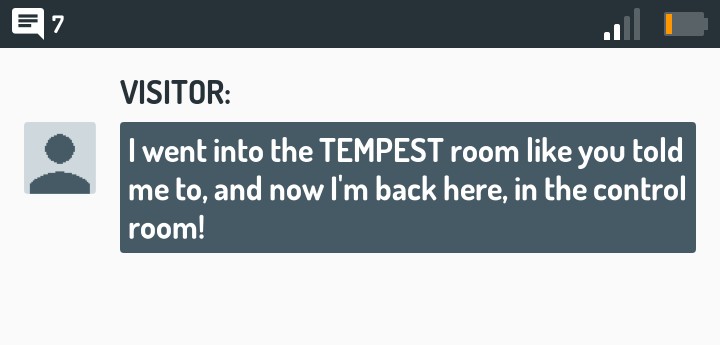 7
VISITOR:
I went into the TEMPEST room like you told
me to, and now I'm back here, in the control
room!